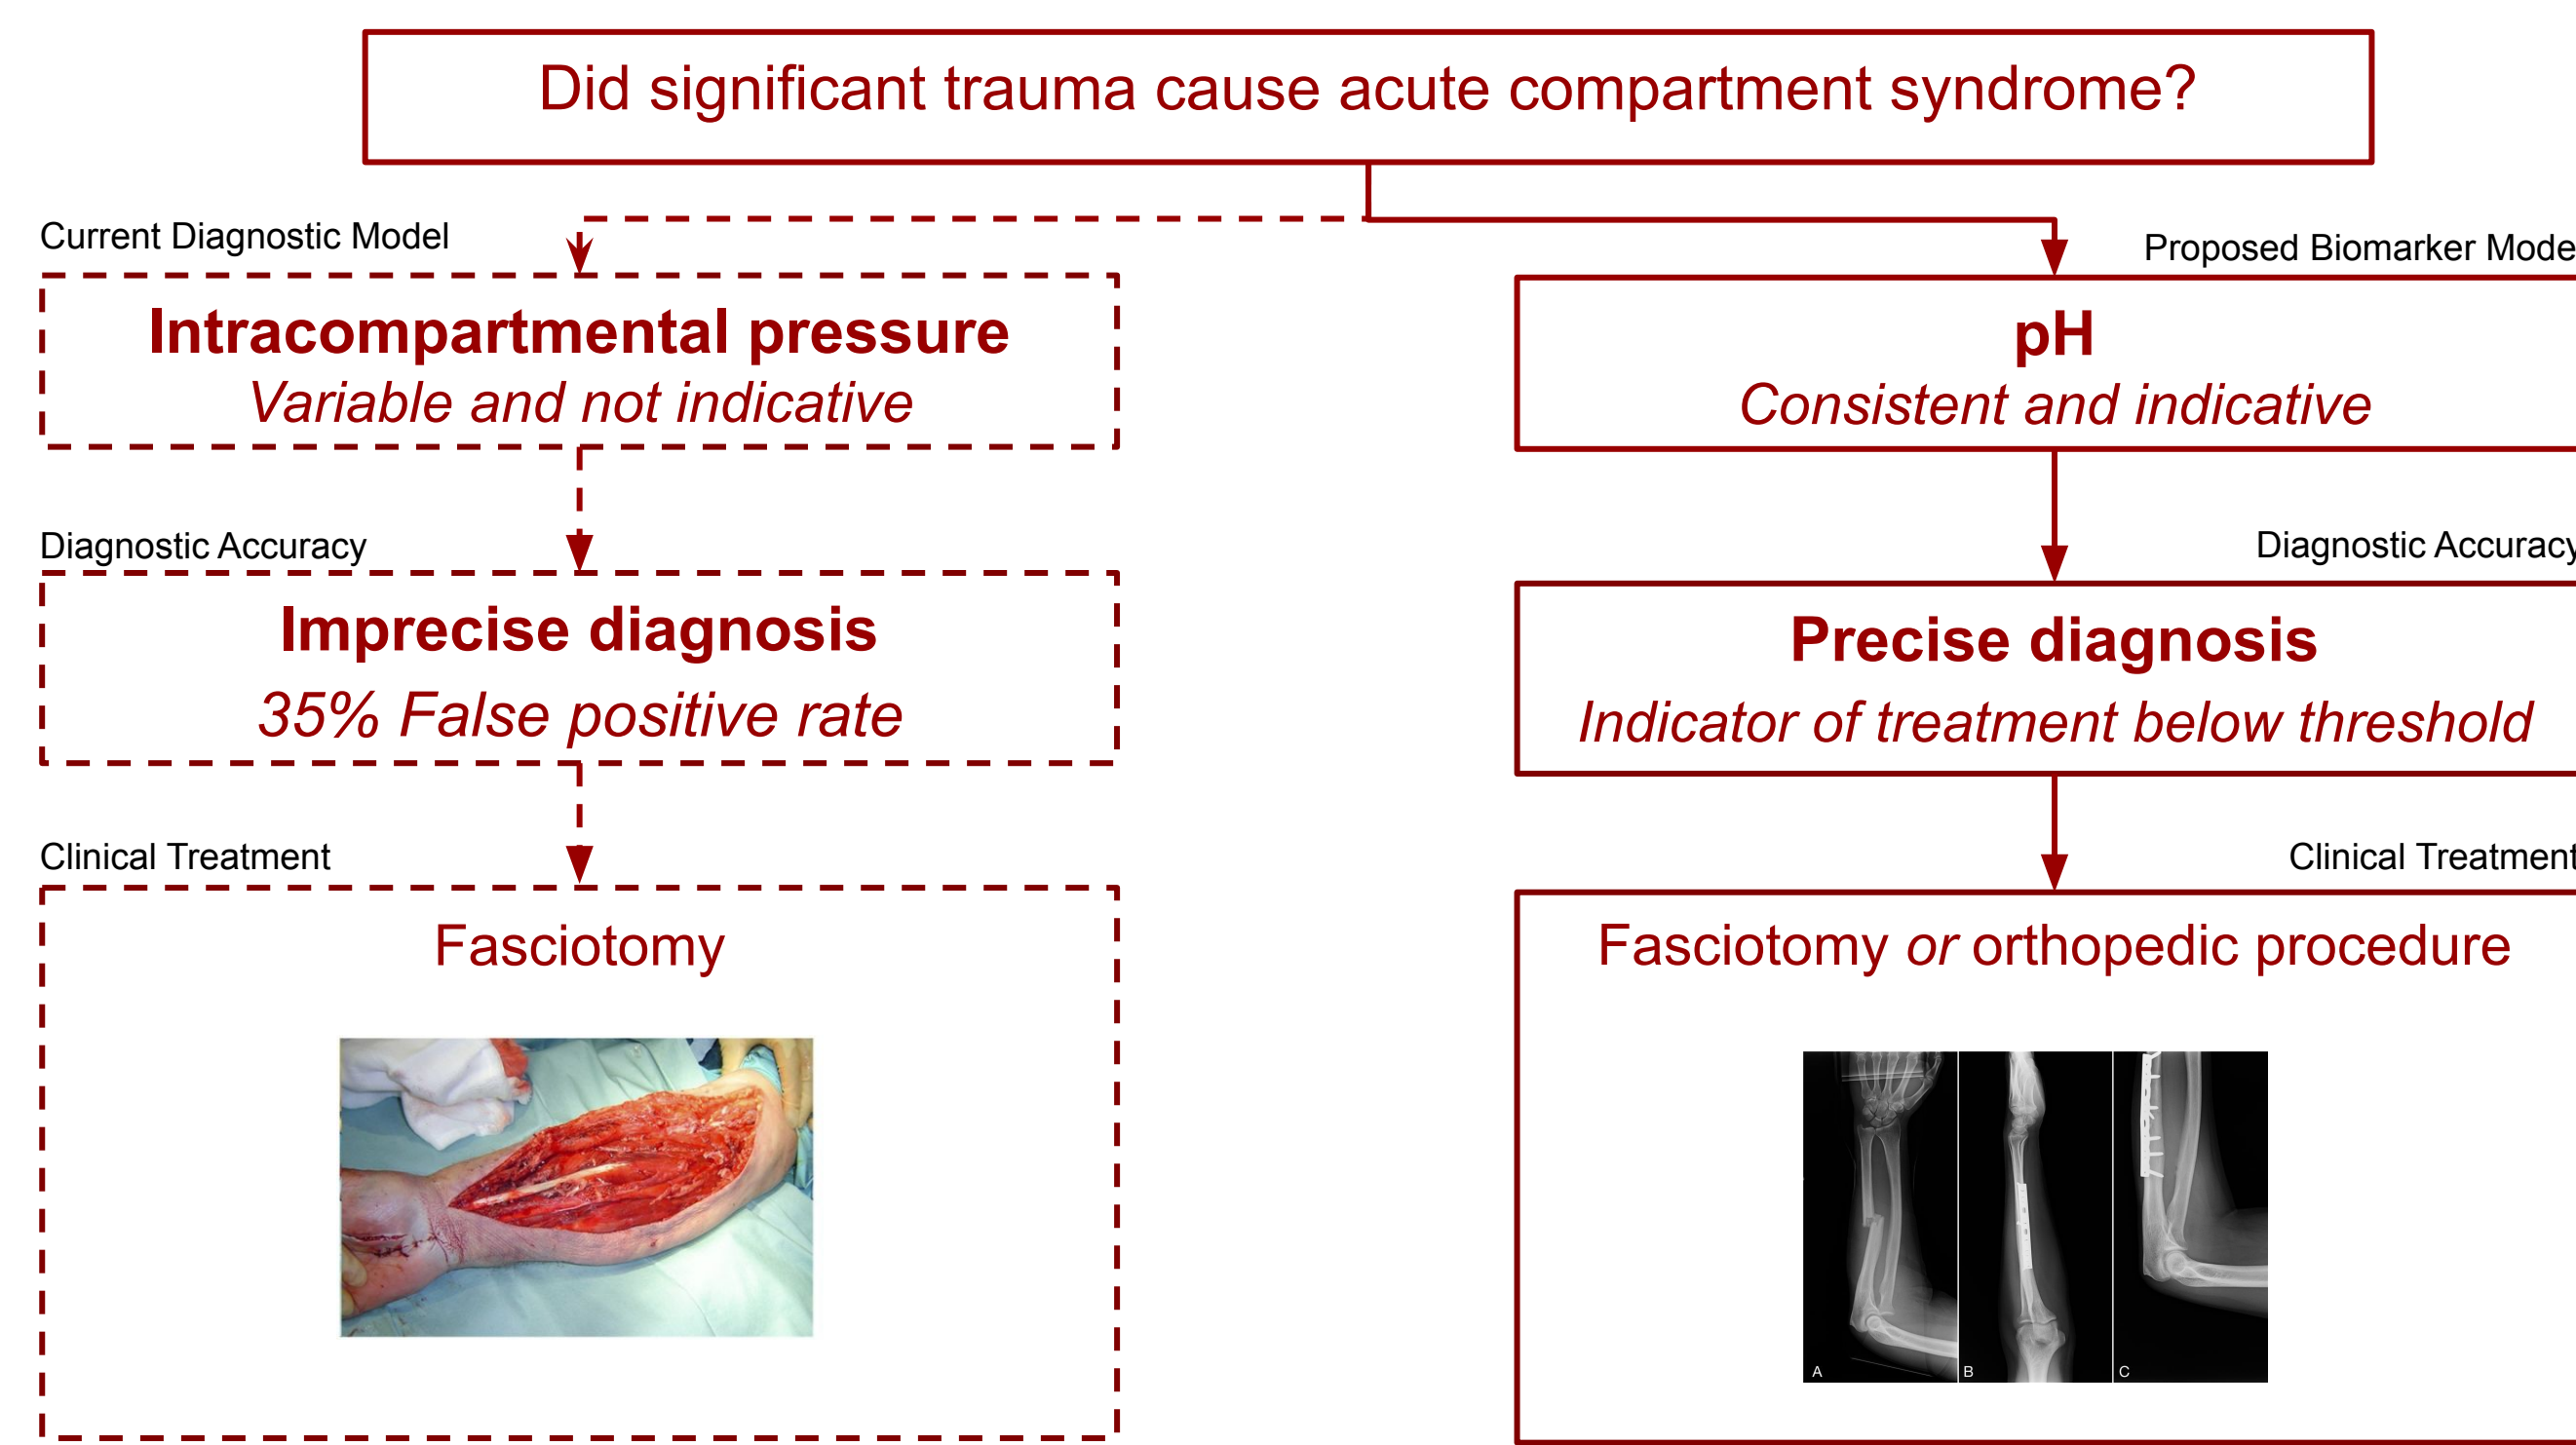 Did significant trauma cause acute compartment syndrome?
Current Diagnostic Model
Intracompartmental pressure
Variable and not indicative
Diagnostic Accuracy
Imprecise diagnosis
35% False positive rate
Clinical Treatment
Fasciotomy
Proposed Biomarker Mode
pH
Consistent and indicative
Diagnostic Accuracy
Precise diagnosis
Indicator of treatment below threshold
Clinical Treatment
Fasciotomy or orthopedic procedure
A
B
C